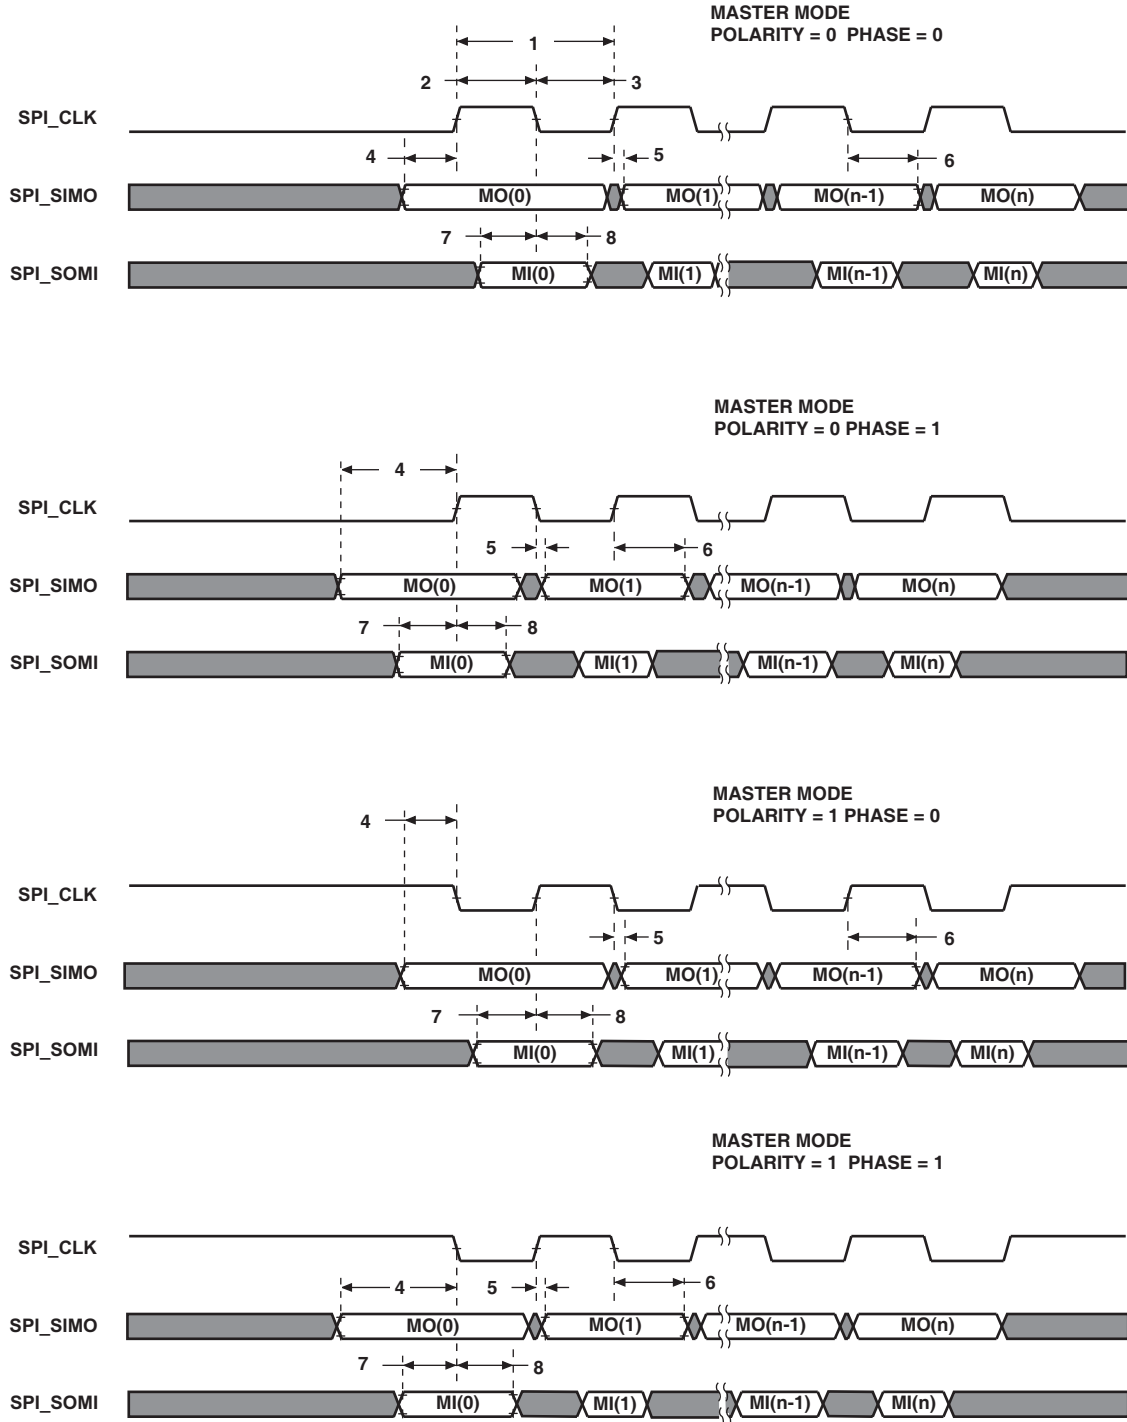 MASTER MODE
POLARITY = 0 PHASE = 0
1
2 3
SPI_CLK
4 5 6
SPI_SIMO MO(0) MO(1) MO(n-1) MO(n)
7 8
SPI_SOMI MI(0) MI(1) MI(n-1) MI(n)
MASTER MODE
POLARITY = 0 PHASE = 1
4
SPI_CLK
5 6
SPI_SIMO MO(0) MO(1) MO(n-1) MO(n)
7 8
SPI_SOMI MI(0) MI(1) MI(n-1) MI(n)
MASTER MODE
POLARITY = 1 PHASE = 0
4
SPI_CLK
5 6
SPI_SIMO MO(0) MO(1) MO(n-1) MO(n)
7 8
SPI_SOMI MI(0) MI(1) MI(n-1) MI(n)
MASTER MODE
POLARITY = 1 PHASE = 1
SPI_CLK
4 5 6
SPI_SIMO MO(0) MO(1) MO(n-1) MO(n)
7 8
SPI_SOMI MI(0) MI(1) MI(n-1) MI(n)